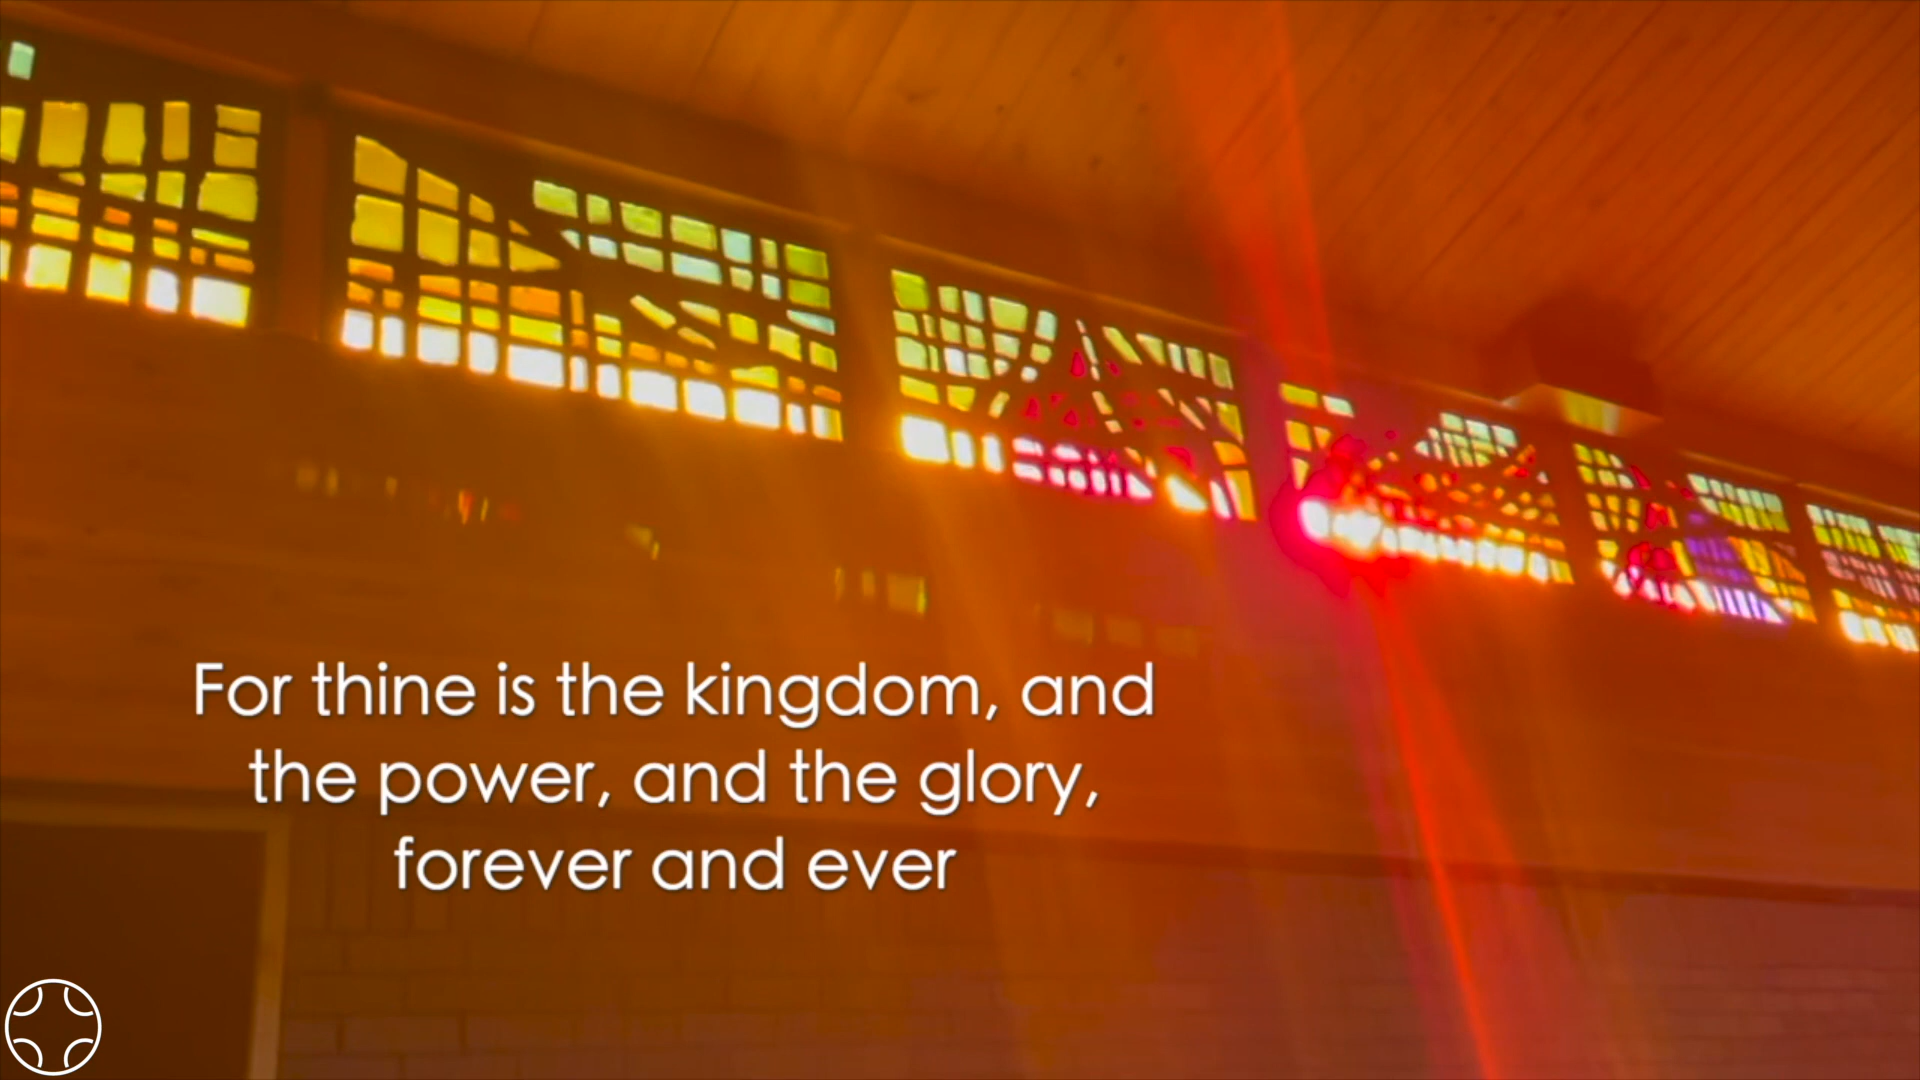 For thine is the kingdom, and
the power, and the glory,
forever and ever